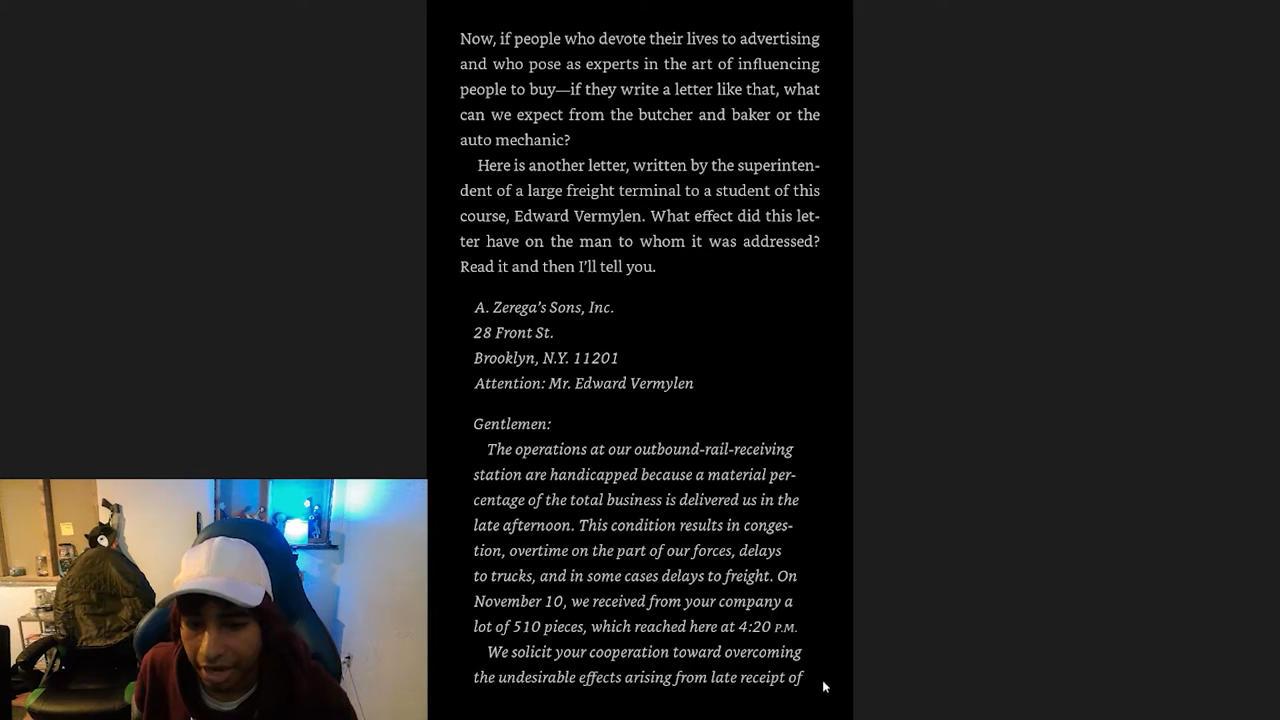 Now, if people who devote their lives to advertising
and who pose as experts in the art of influencing
people to buy—if they write a letter like that, what
can we expect from the butcher and baker or the
auto mechanic?
Here is another letter, written by the superinten-
dent of a large freight terminal to a student of this
course, Edward Vermylen. What effect did this let-
ter have on the man to whom it was addressed?
Read it and then I'll tell you.
A. Zerega's Sons, Inc.
28 Front St.
Brooklyn, N.Y. 11201
Attention: Mr. Edward Vermylen
Gentlemen:
The operations at our outbound-rail-receiving
station are handicapped because a material per-
centage of the total business is delivered us in the
late afternoon. This condition results in conges-
tion, overtime on the part of our forces, delays
to trucks, and in some cases delays to freight. On
November 10, we received from your company a
lot of 510 pieces, which reached here at 4:20 P.M.
We solicit your cooperation toward overcoming
the undesirable effects arising from late receipt of